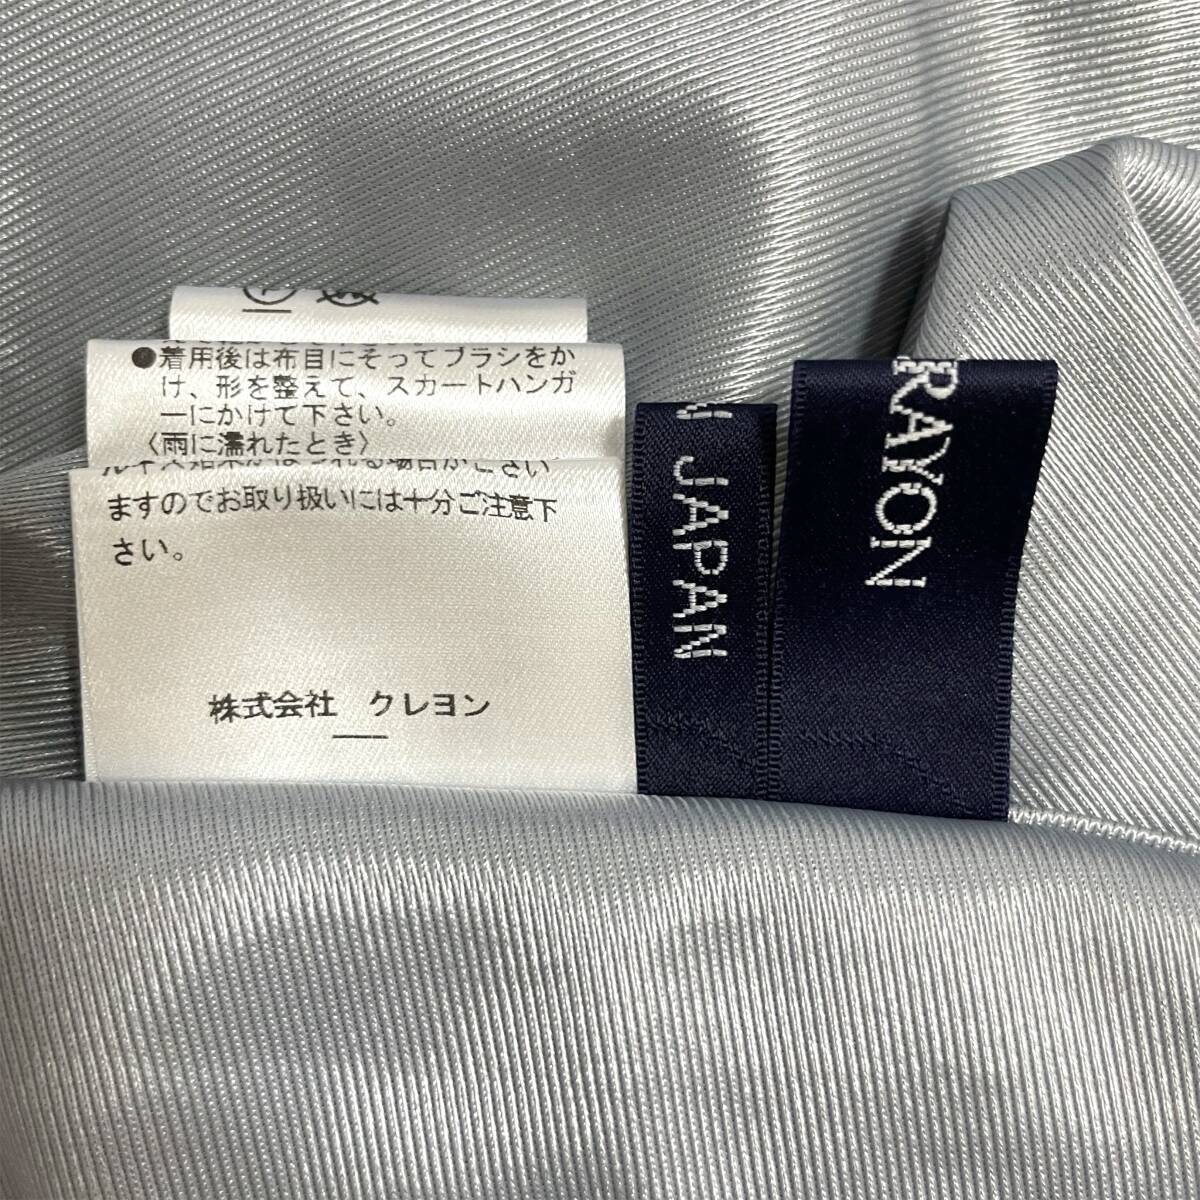 ●着用後は布目にそってブラシをか
け、形を整えて、スカートハンガ
ーにかけて下さい。
〈雨に濡れたとき〉
ますのでお取り扱いには十分ご注意下
さい。
株式会社 クレヨン
JAPAN
RAYON